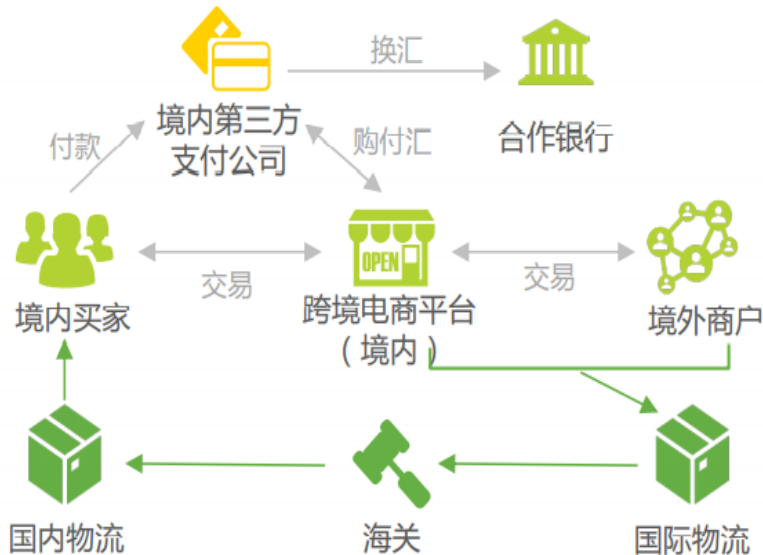 换汇
境内第三方
支付公司
合作银行
付款
购付汇
OPEN
交易
交易
境内买家
跨境电商平台
（境内）
境外商户
国内物流
海关
国际物流